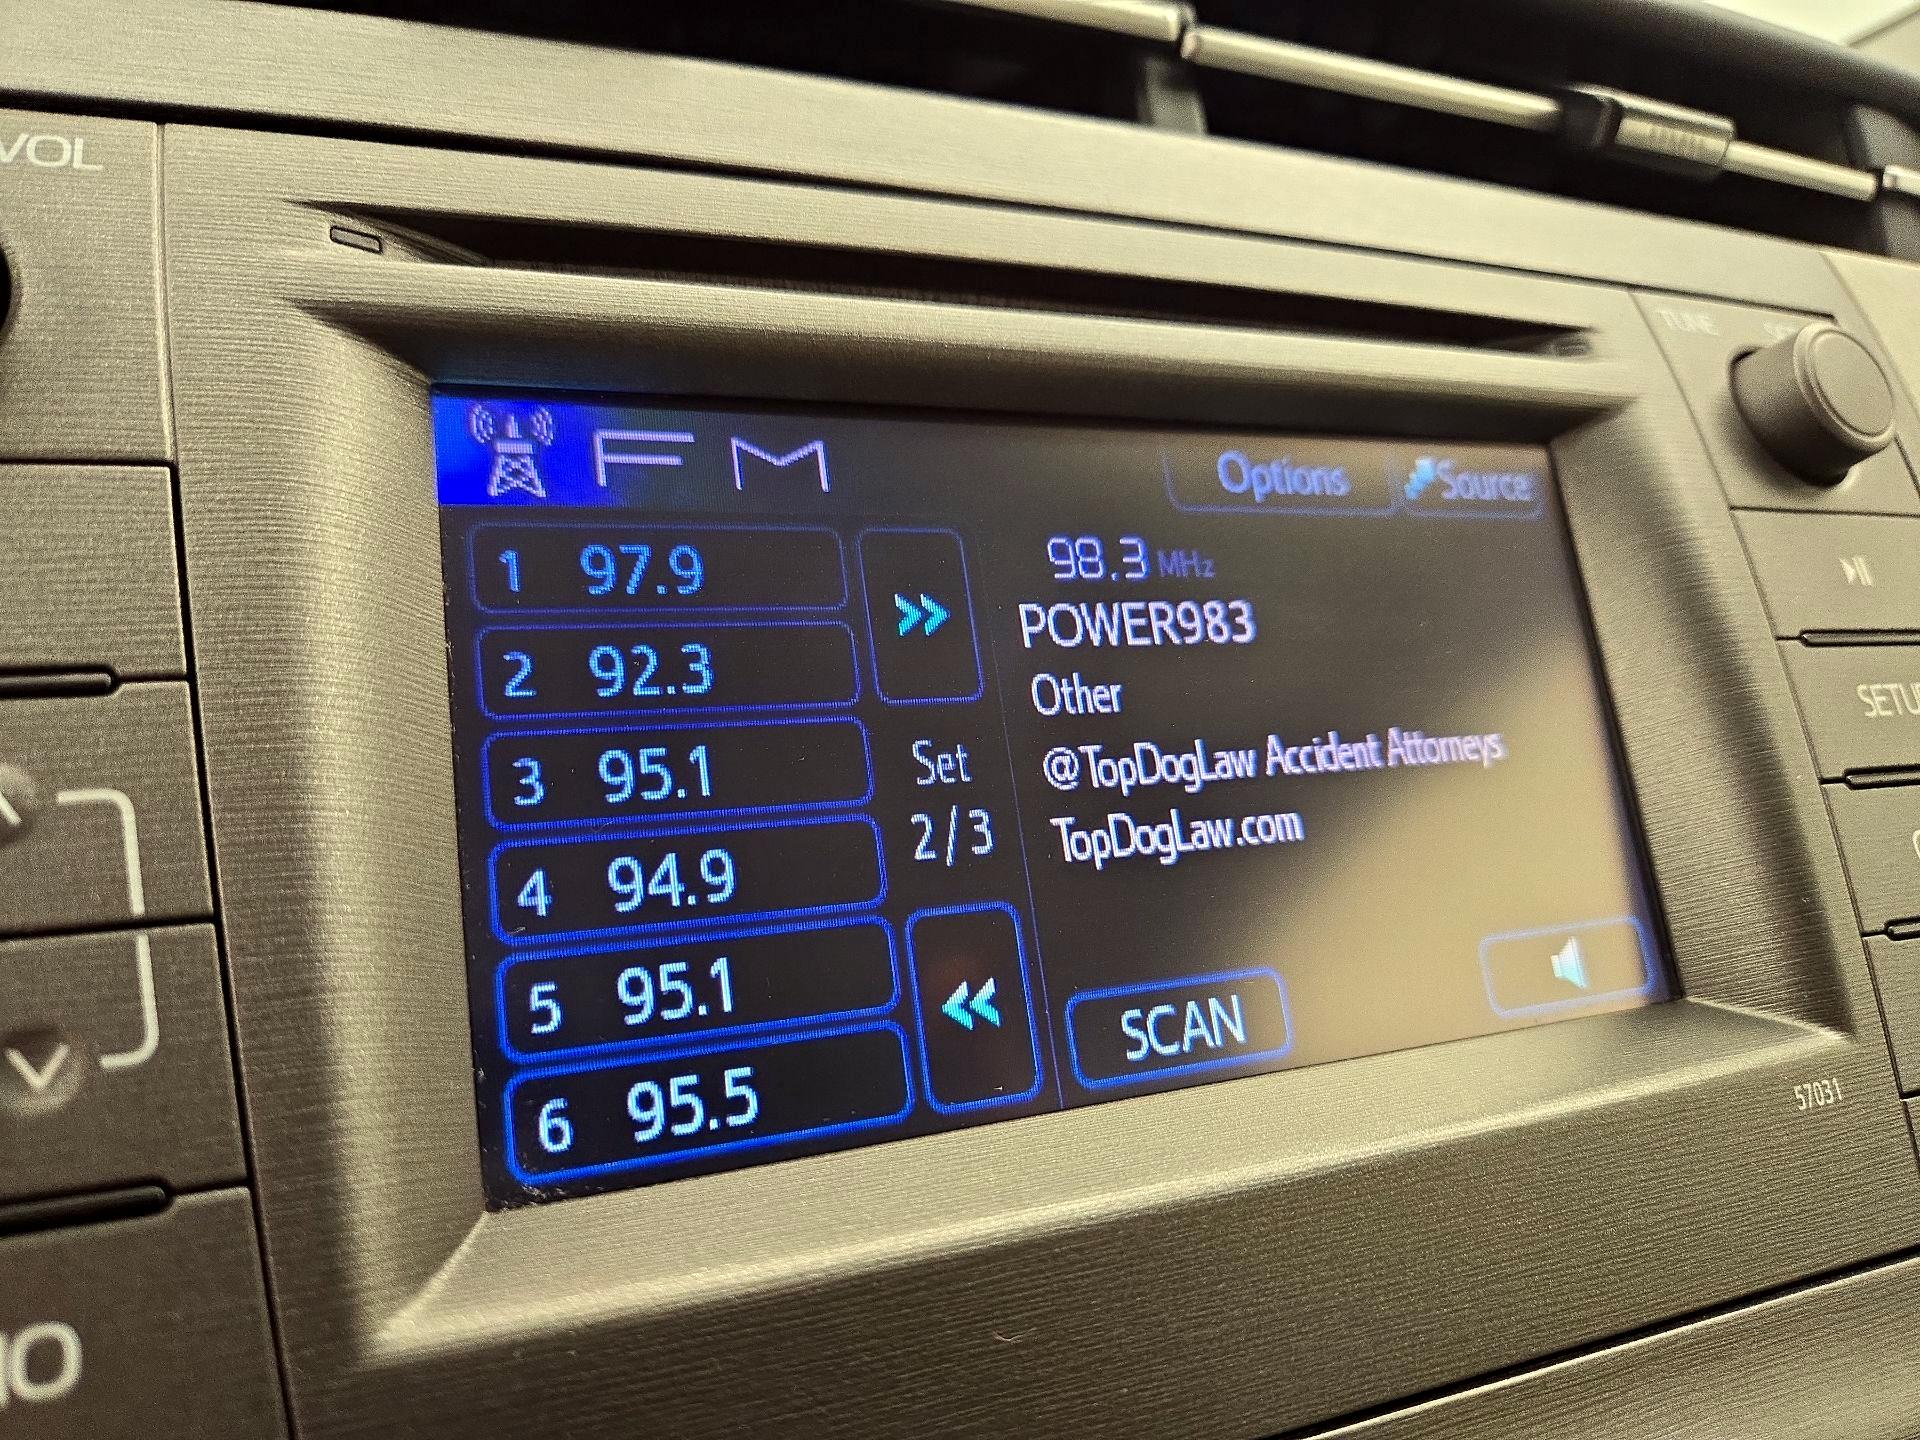 VOL
TUNE
FM
Options
Source
1 97.9
2 92.3
3 95.1
4 94.9
5 95.1
6 95.5
Set
2/3
98.3 MHz
POWER983
Other
@TopDogLaw Accident Attorneys
TopDogLaw.com
SCAN
57031